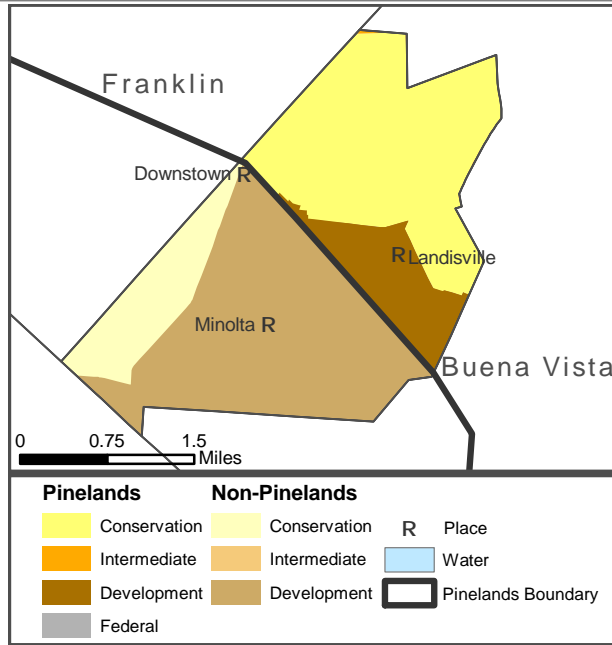 Franklin
Downstown R
R Landisville
Minolta R
Buena Vista
0 0.75 1.5
Miles
Pinelands Non-Pinelands
Conservation Conservation R Place
Intermediate Intermediate Water
Development Development Pinelands Boundary
Federal